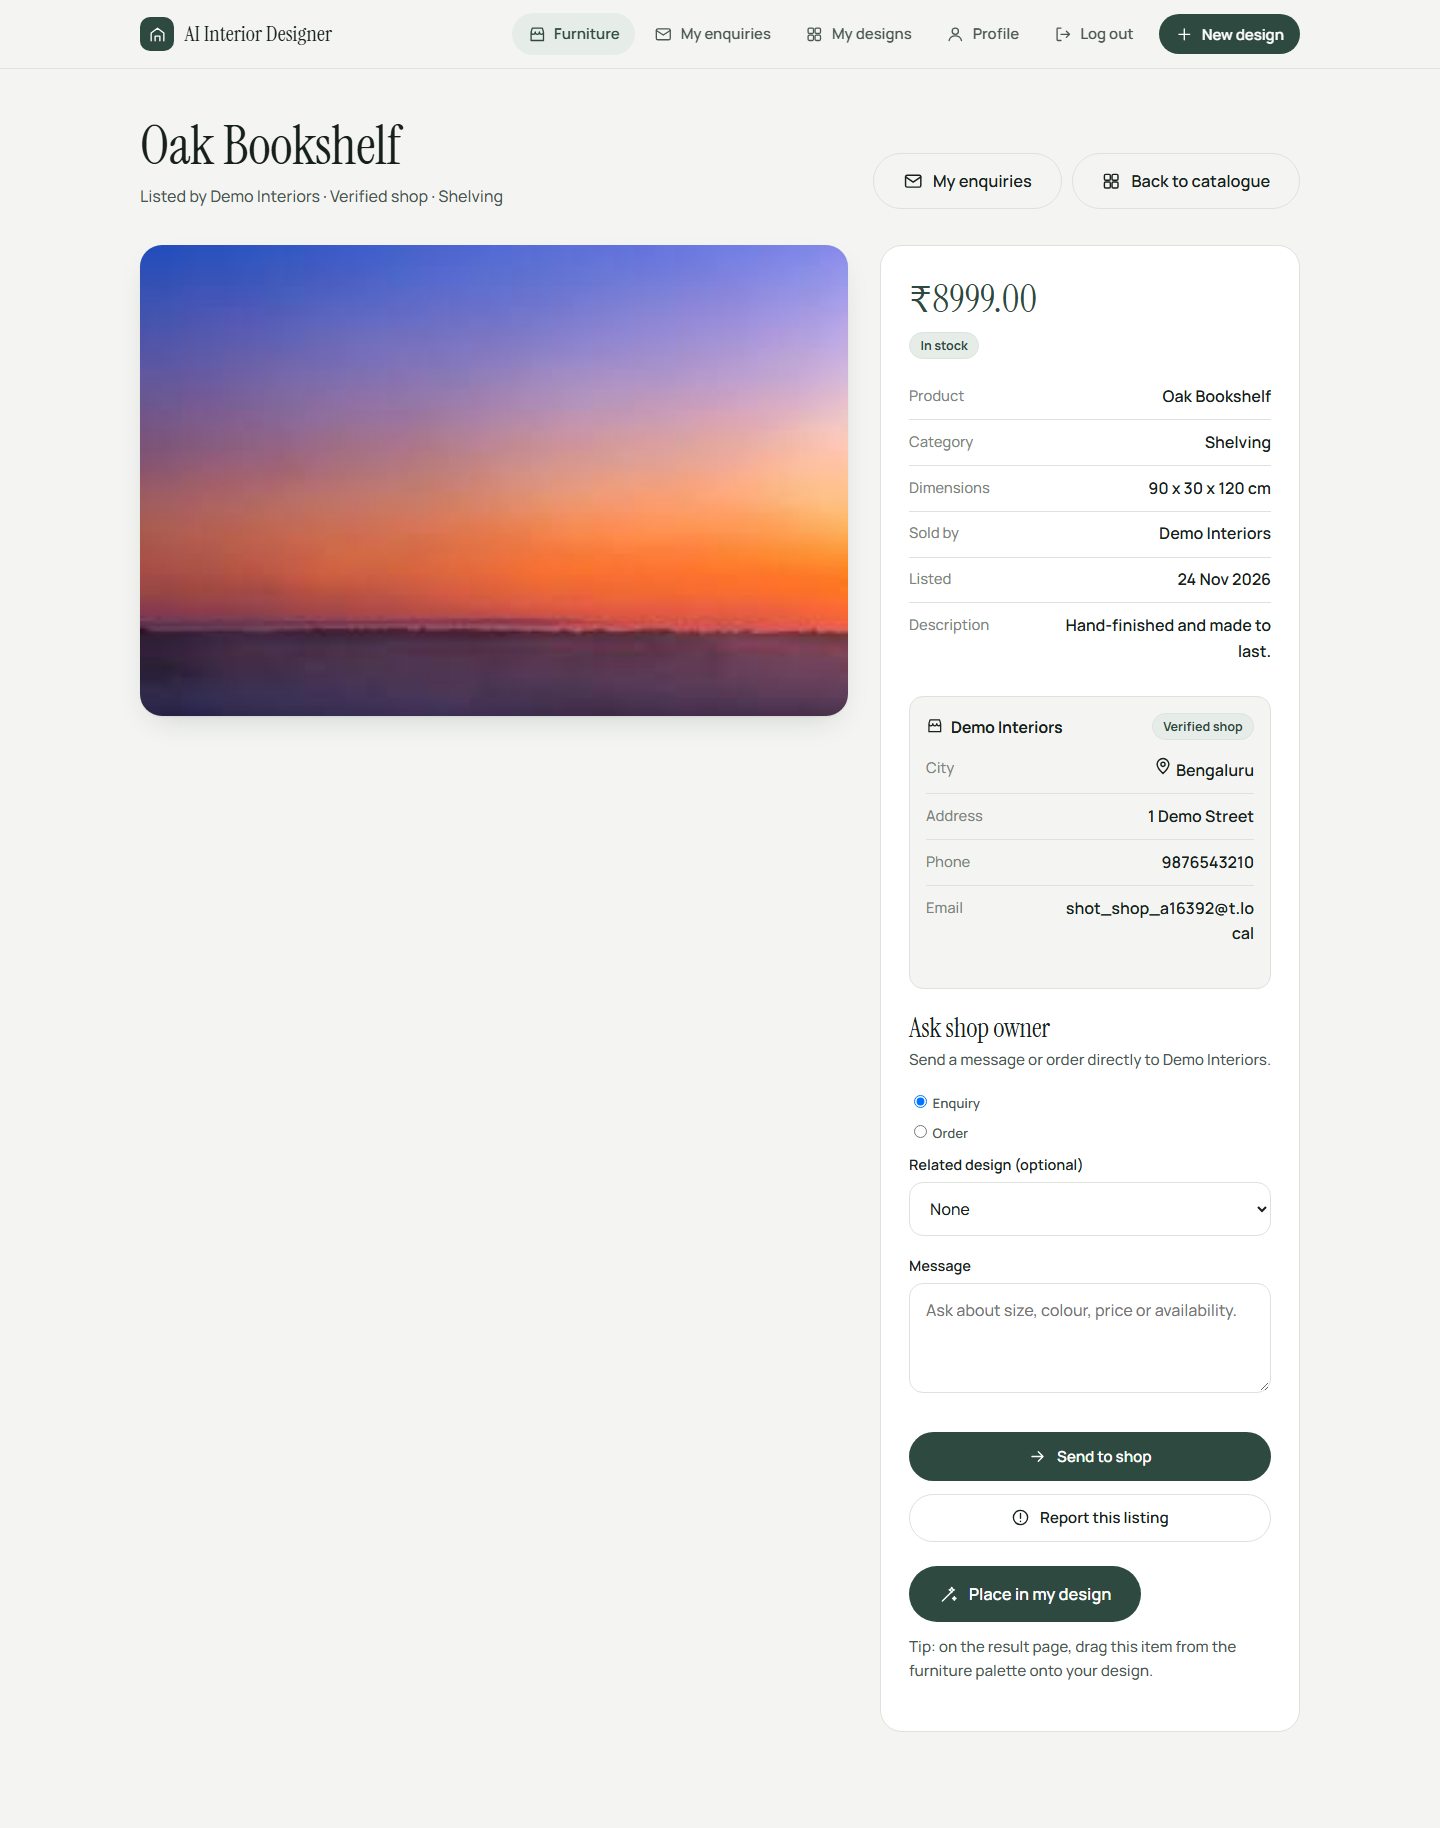 AI Interior Designer
Furniture
My enquiries
My designs
Profile
Log out
New design
Oak Bookshelf
Listed by Demo Interiors · Verified shop · Shelving
My enquiries
Back to catalogue
₹8999.00
In stock
Product Oak Bookshelf
Category Shelving
Dimensions 90 x 30 x 120 cm
Sold by Demo Interiors
Listed 24 Nov 2026
Description Hand-finished and made to
last.
Demo Interiors Verified shop
City Bengaluru
Address 1 Demo Street
Phone 9876543210
Email shot_shop_a16392@t.lo
cal
Ask shop owner
Send a message or order directly to Demo Interiors.
Enquiry
Order
Related design (optional)
None
Message
Ask about size, colour, price or availability.
Send to shop
Report this listing
Place in my design
Tip: on the result page, drag this item from the
furniture palette onto your design.